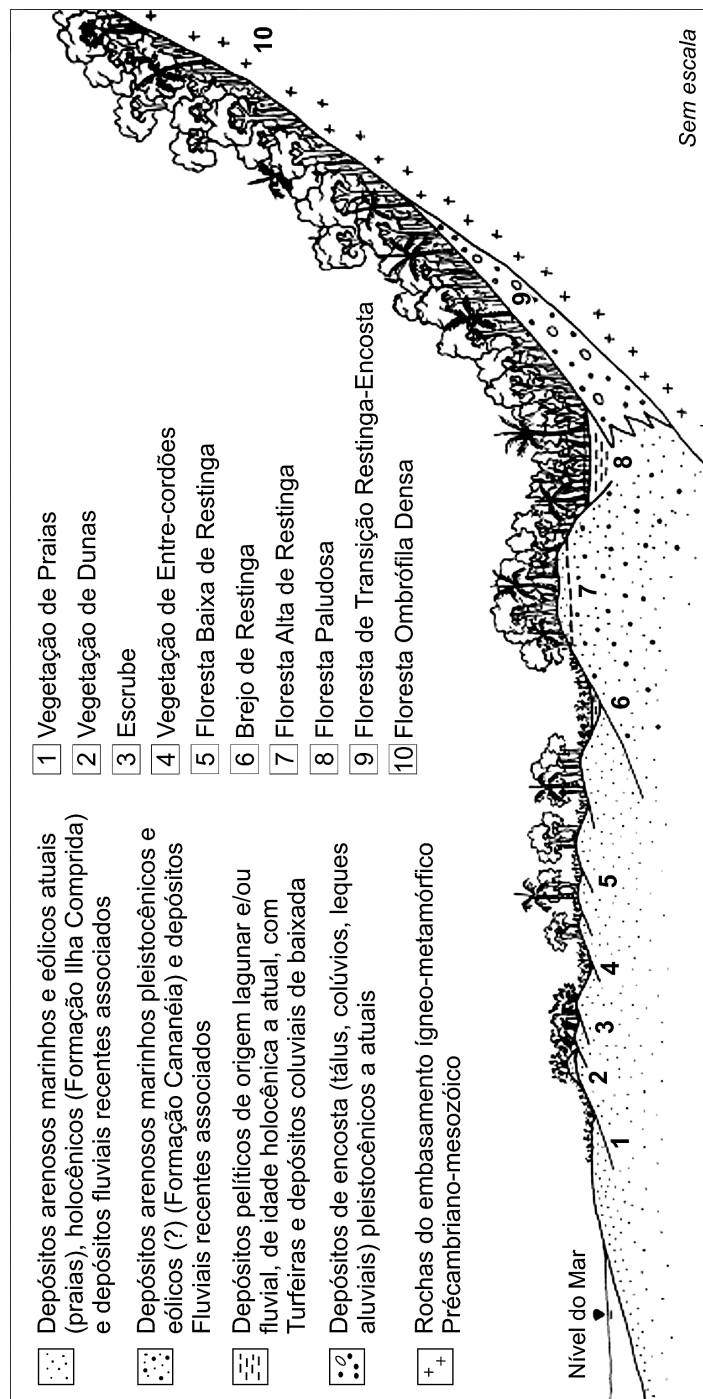 Depósitos arenosos marinhos e eólicos atuais
(praias), holocênicos (Formação Ilha Comprida)
e depósitos fluviais recentes associados
Depósitos arenosos marinhos pleistocênicos e
eólicos (?) (Formação Cananéia) e depósitos
Fluviais recentes associados
Depósitos pelíticos de origem lagunar e/ou
fluvial, de idade holocênica a atual, com
Turfeiras e depósitos coluviais de baixada
Depósitos de encosta (tálus, colúvios, leques
aluviais) pleistocênicos a atuais
Rochas do embasamento ígneo-metamórfico
Précambriano-mesozóico
1 Vegetação de Praias
2 Vegetação de Dunas
3 Escrube
4 Vegetação de Entre-cordões
5 Floresta Baixa de Restinga
6 Brejo de Restinga
7 Floresta Alta de Restinga
8 Floresta Paludosa
9 Floresta de Transição Restinga-Encosta
10 Floresta Ombrófila Densa
Nível do Mar
1
2
3
4
5
6
7
8
9
10
Sem escala